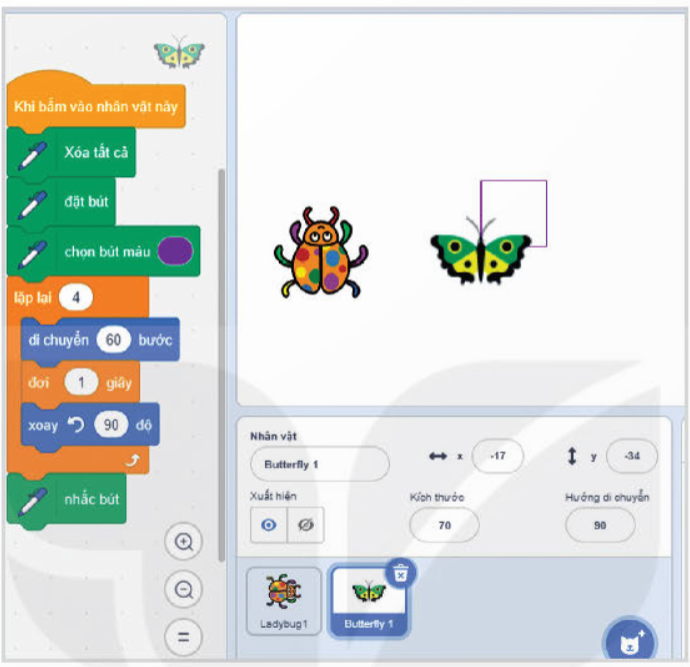 Khi bấm vào nhân vật này
Xóa tất cả
đặt bút
chọn bút màu
lặp lại 4
di chuyển 60 bước
đợi 1 giây
xoay 90 độ
nhấc bút
Nhân vật
Butterfly 1
x -17
y -34
Xuất hiện
Kích thước
Hướng di chuyển
70
90
Ladybug1
Butterfly 1